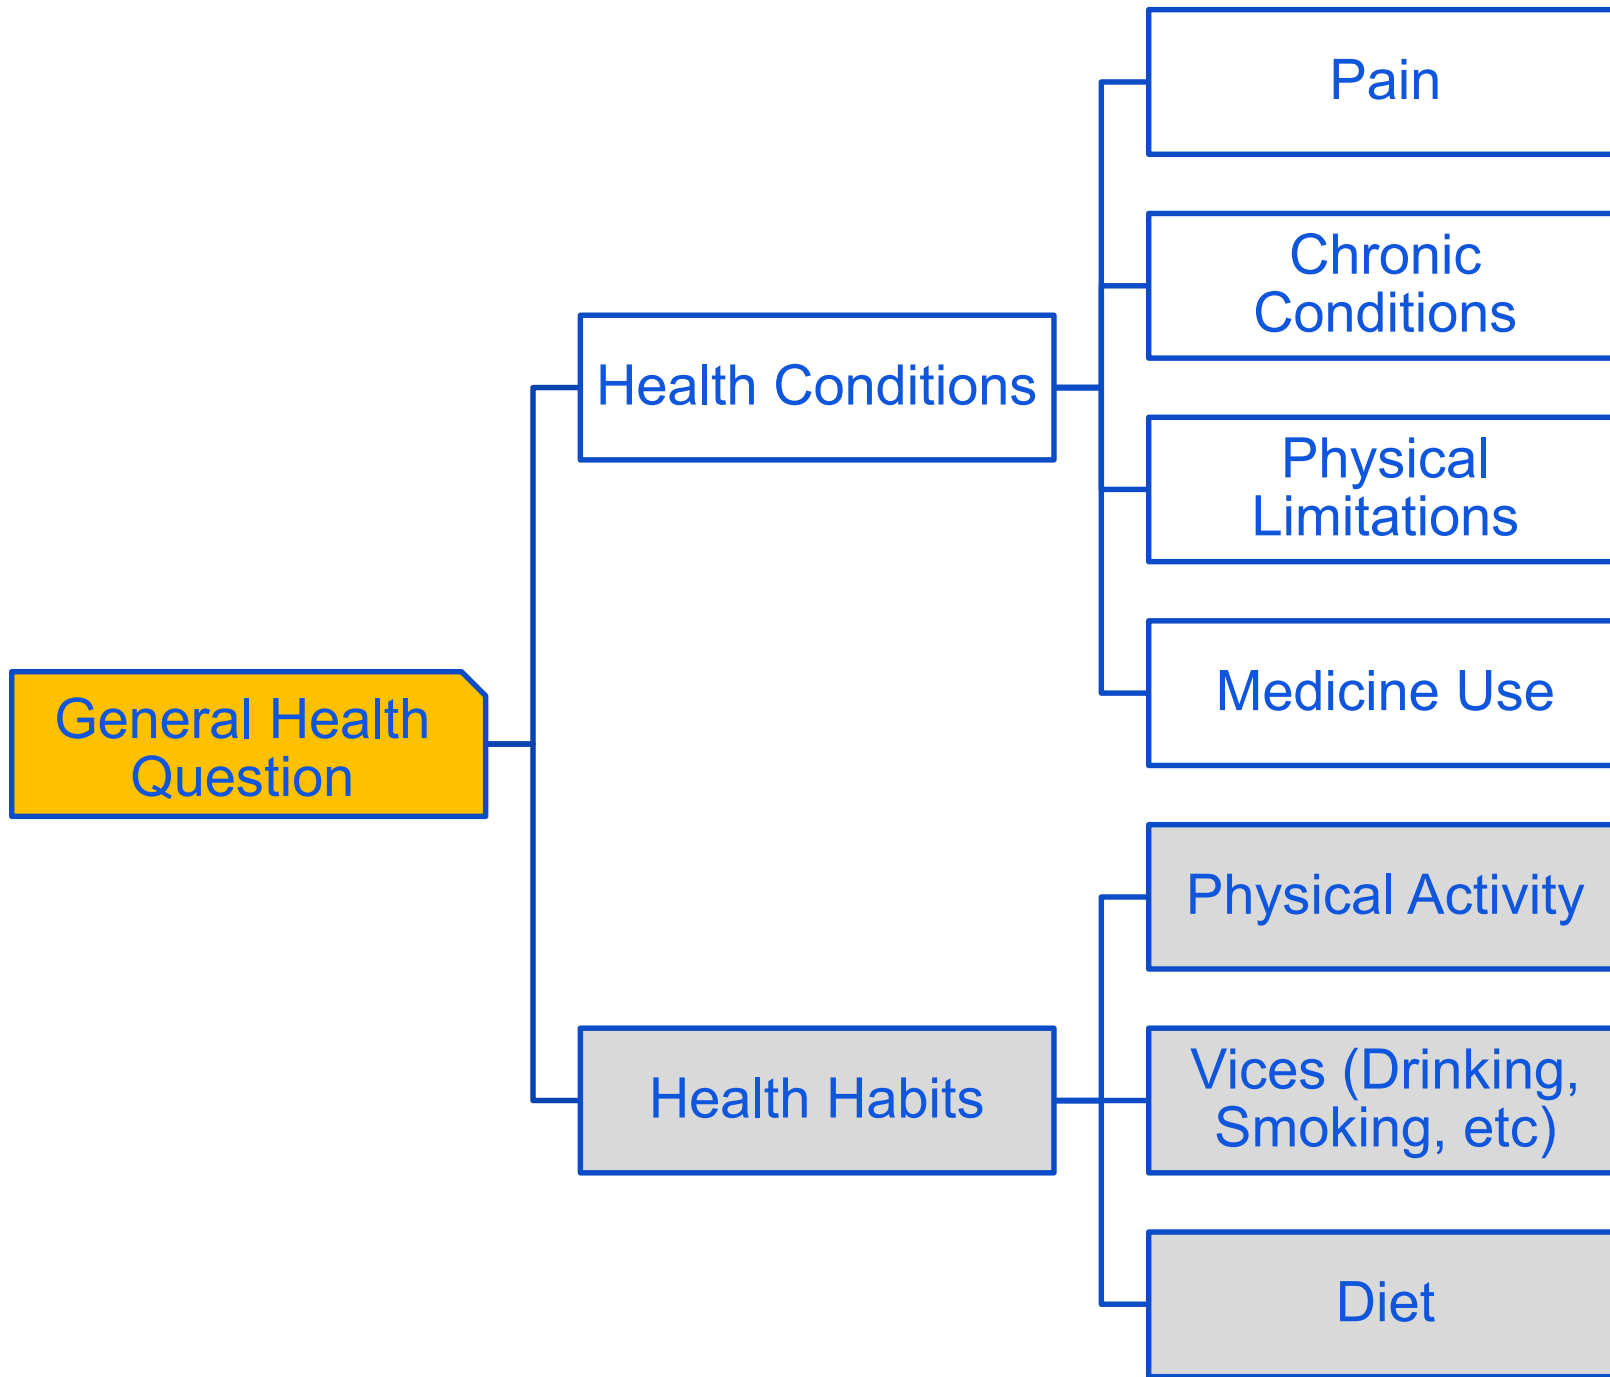 Pain
Chronic
Conditions
Health Conditions
Physical
Limitations
Medicine Use
General Health
Question
Physical Activity
Health Habits
Vices (Drinking,
Smoking, etc)
Diet